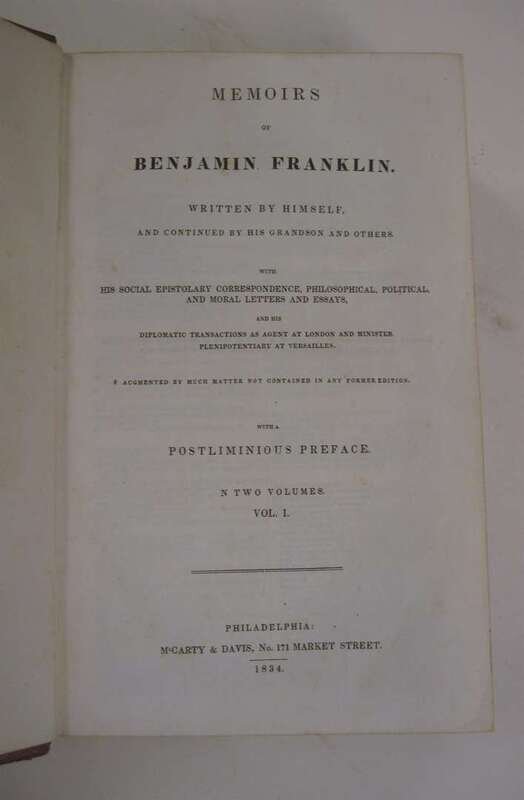 MEMOIRS
OF
BENJAMIN FRANKLIN.
WRITTEN BY HIMSELF,
AND CONTINUED BY HIS GRANDSON AND OTHERS.
WITH
HIS SOCIAL EPISTOLARY CORRESPONDENCE, PHILOSOPHICAL, POLITICAL,
AND MORAL LETTERS AND ESSAYS,
AND HIS
DIPLOMATIC TRANSACTIONS AS AGENT AT LONDON AND MINISTER
PLENIPOTENTIARY AT VERSAILLES.
AUGMENTED BY MUCH MATTER NOT CONTAINED IN ANY FORMER EDITION.
WITH A
POSTLIMINIOUS PREFACE.
N TWO VOLUMES.
VOL. I.
PHILADELPHIA:
McCARTY & DAVIS, No. 171 MARKET STREET.
1834.